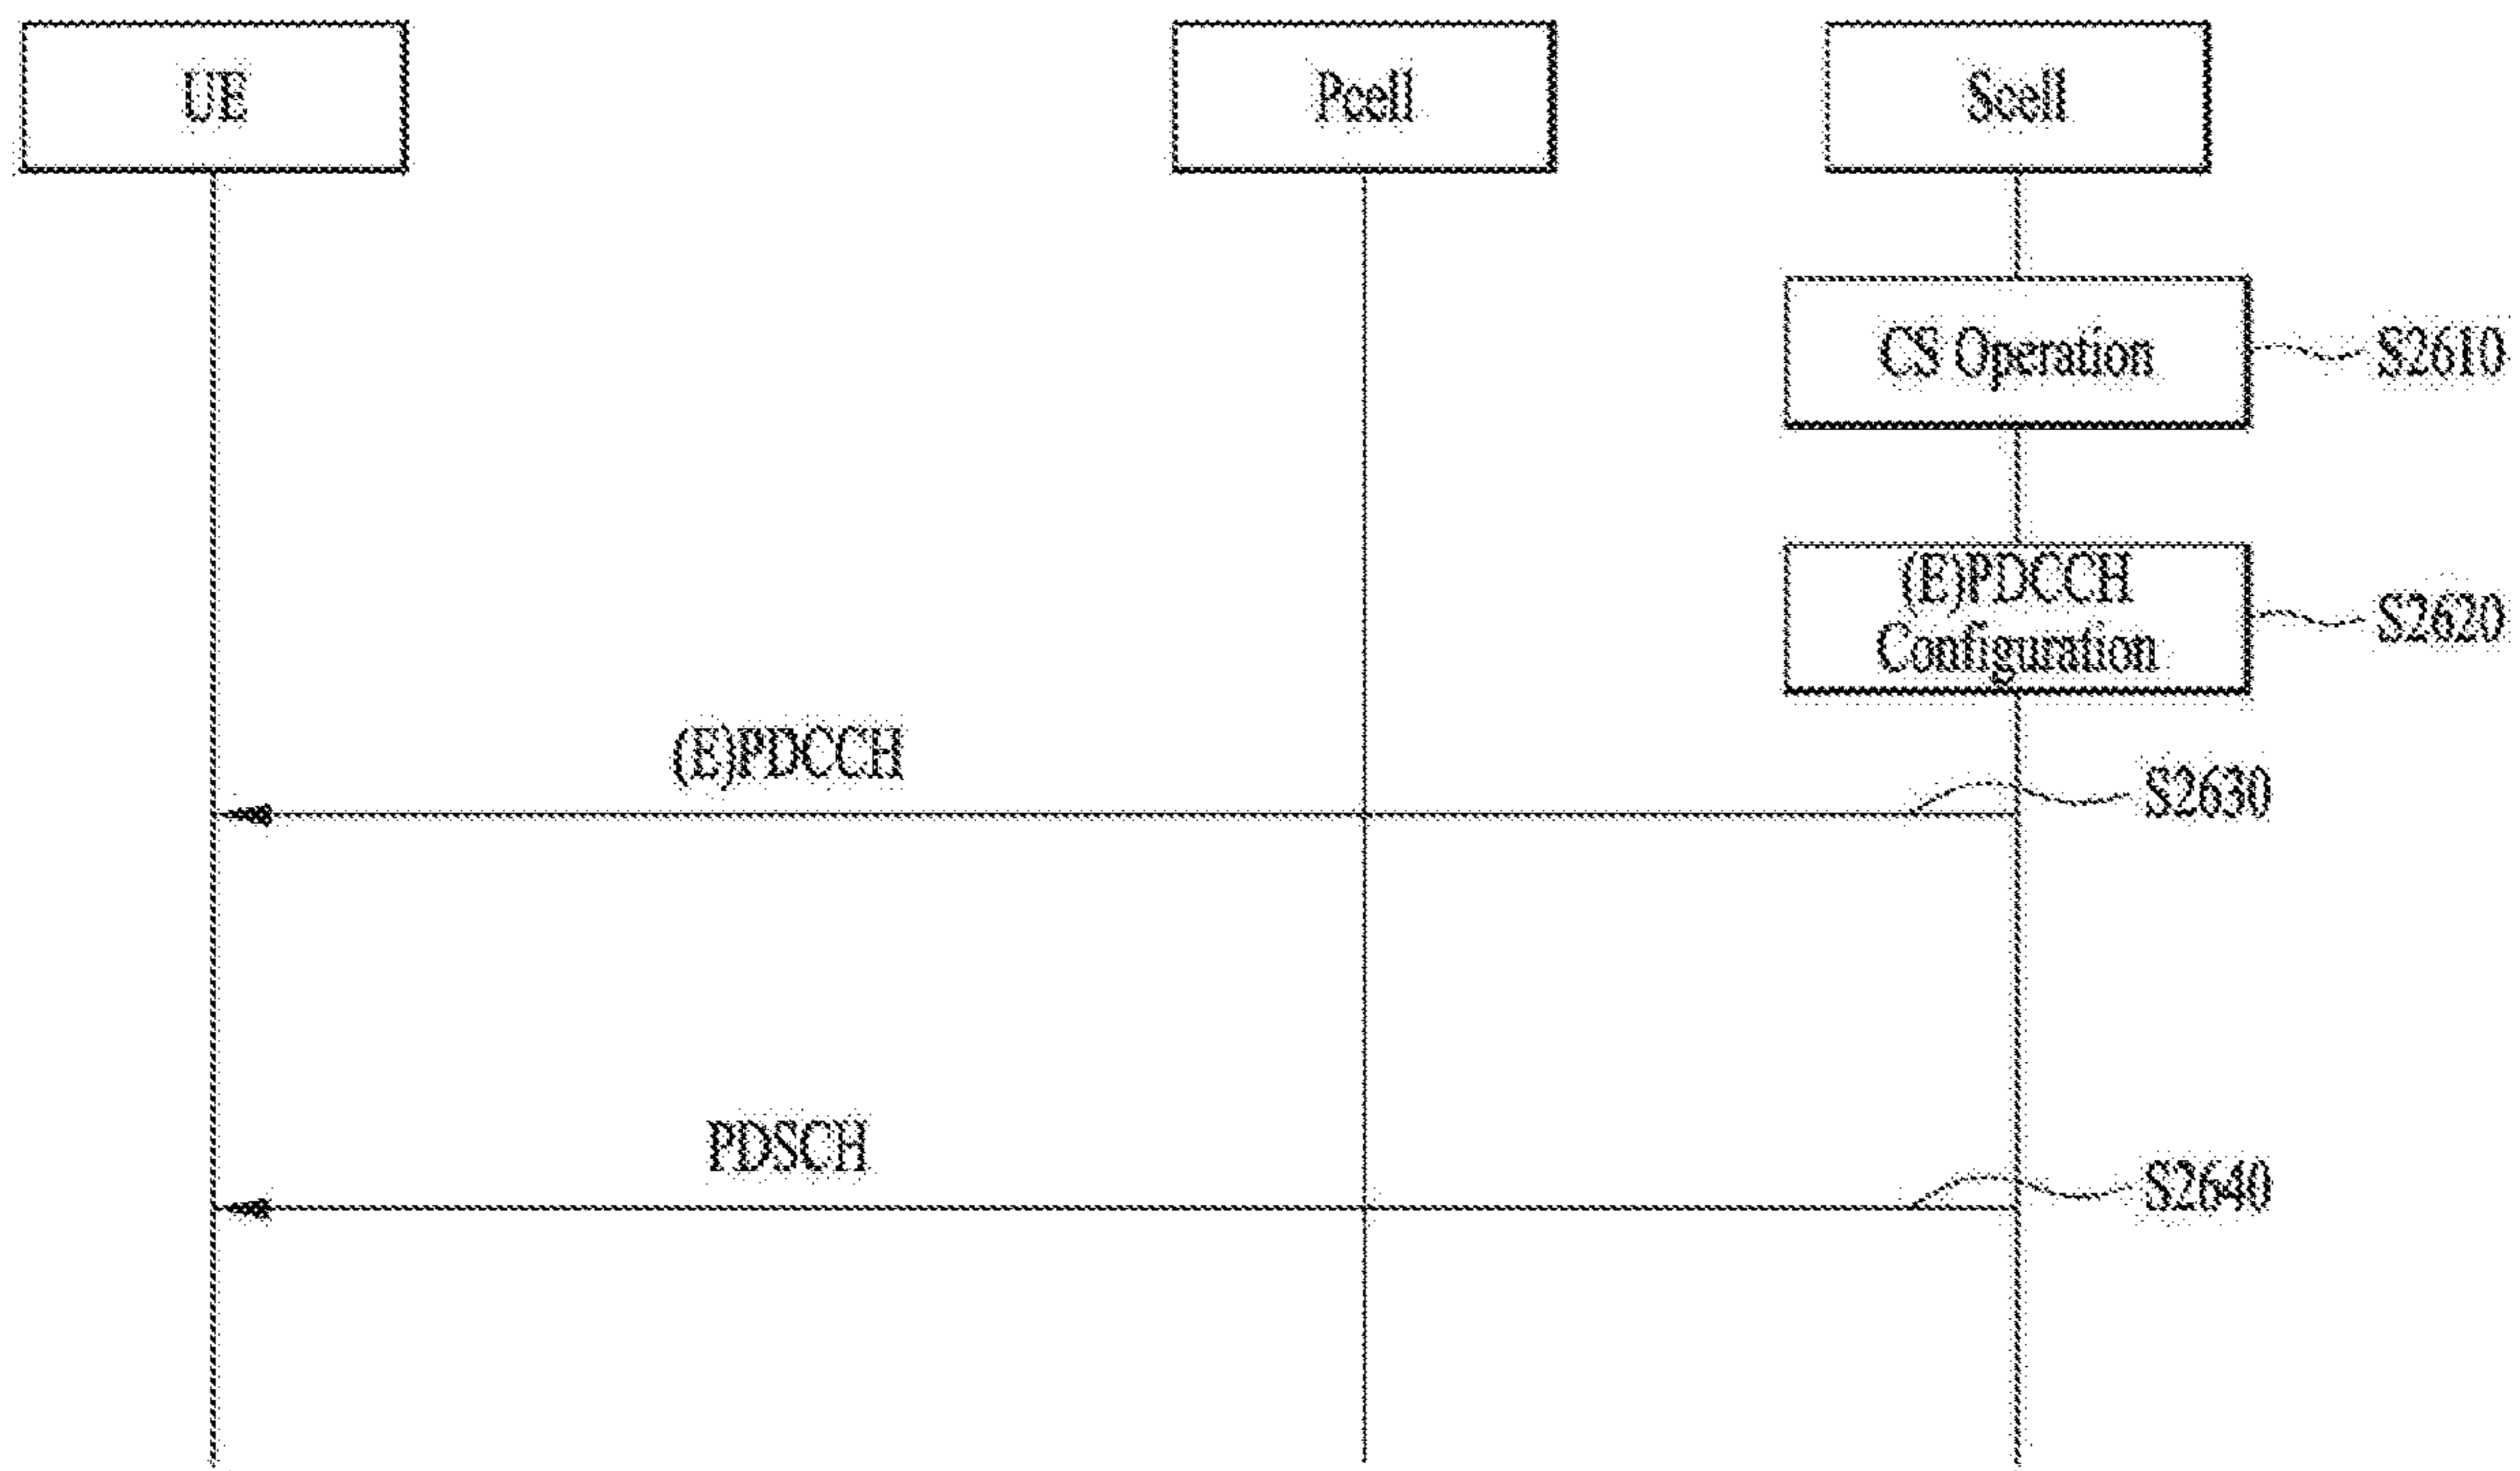 UE
Pcell
Scell
CS Operation
S2610
(E)PDCCH
Configuration
S2620
(E)PDCCH
S2630
PDSCH
S2640